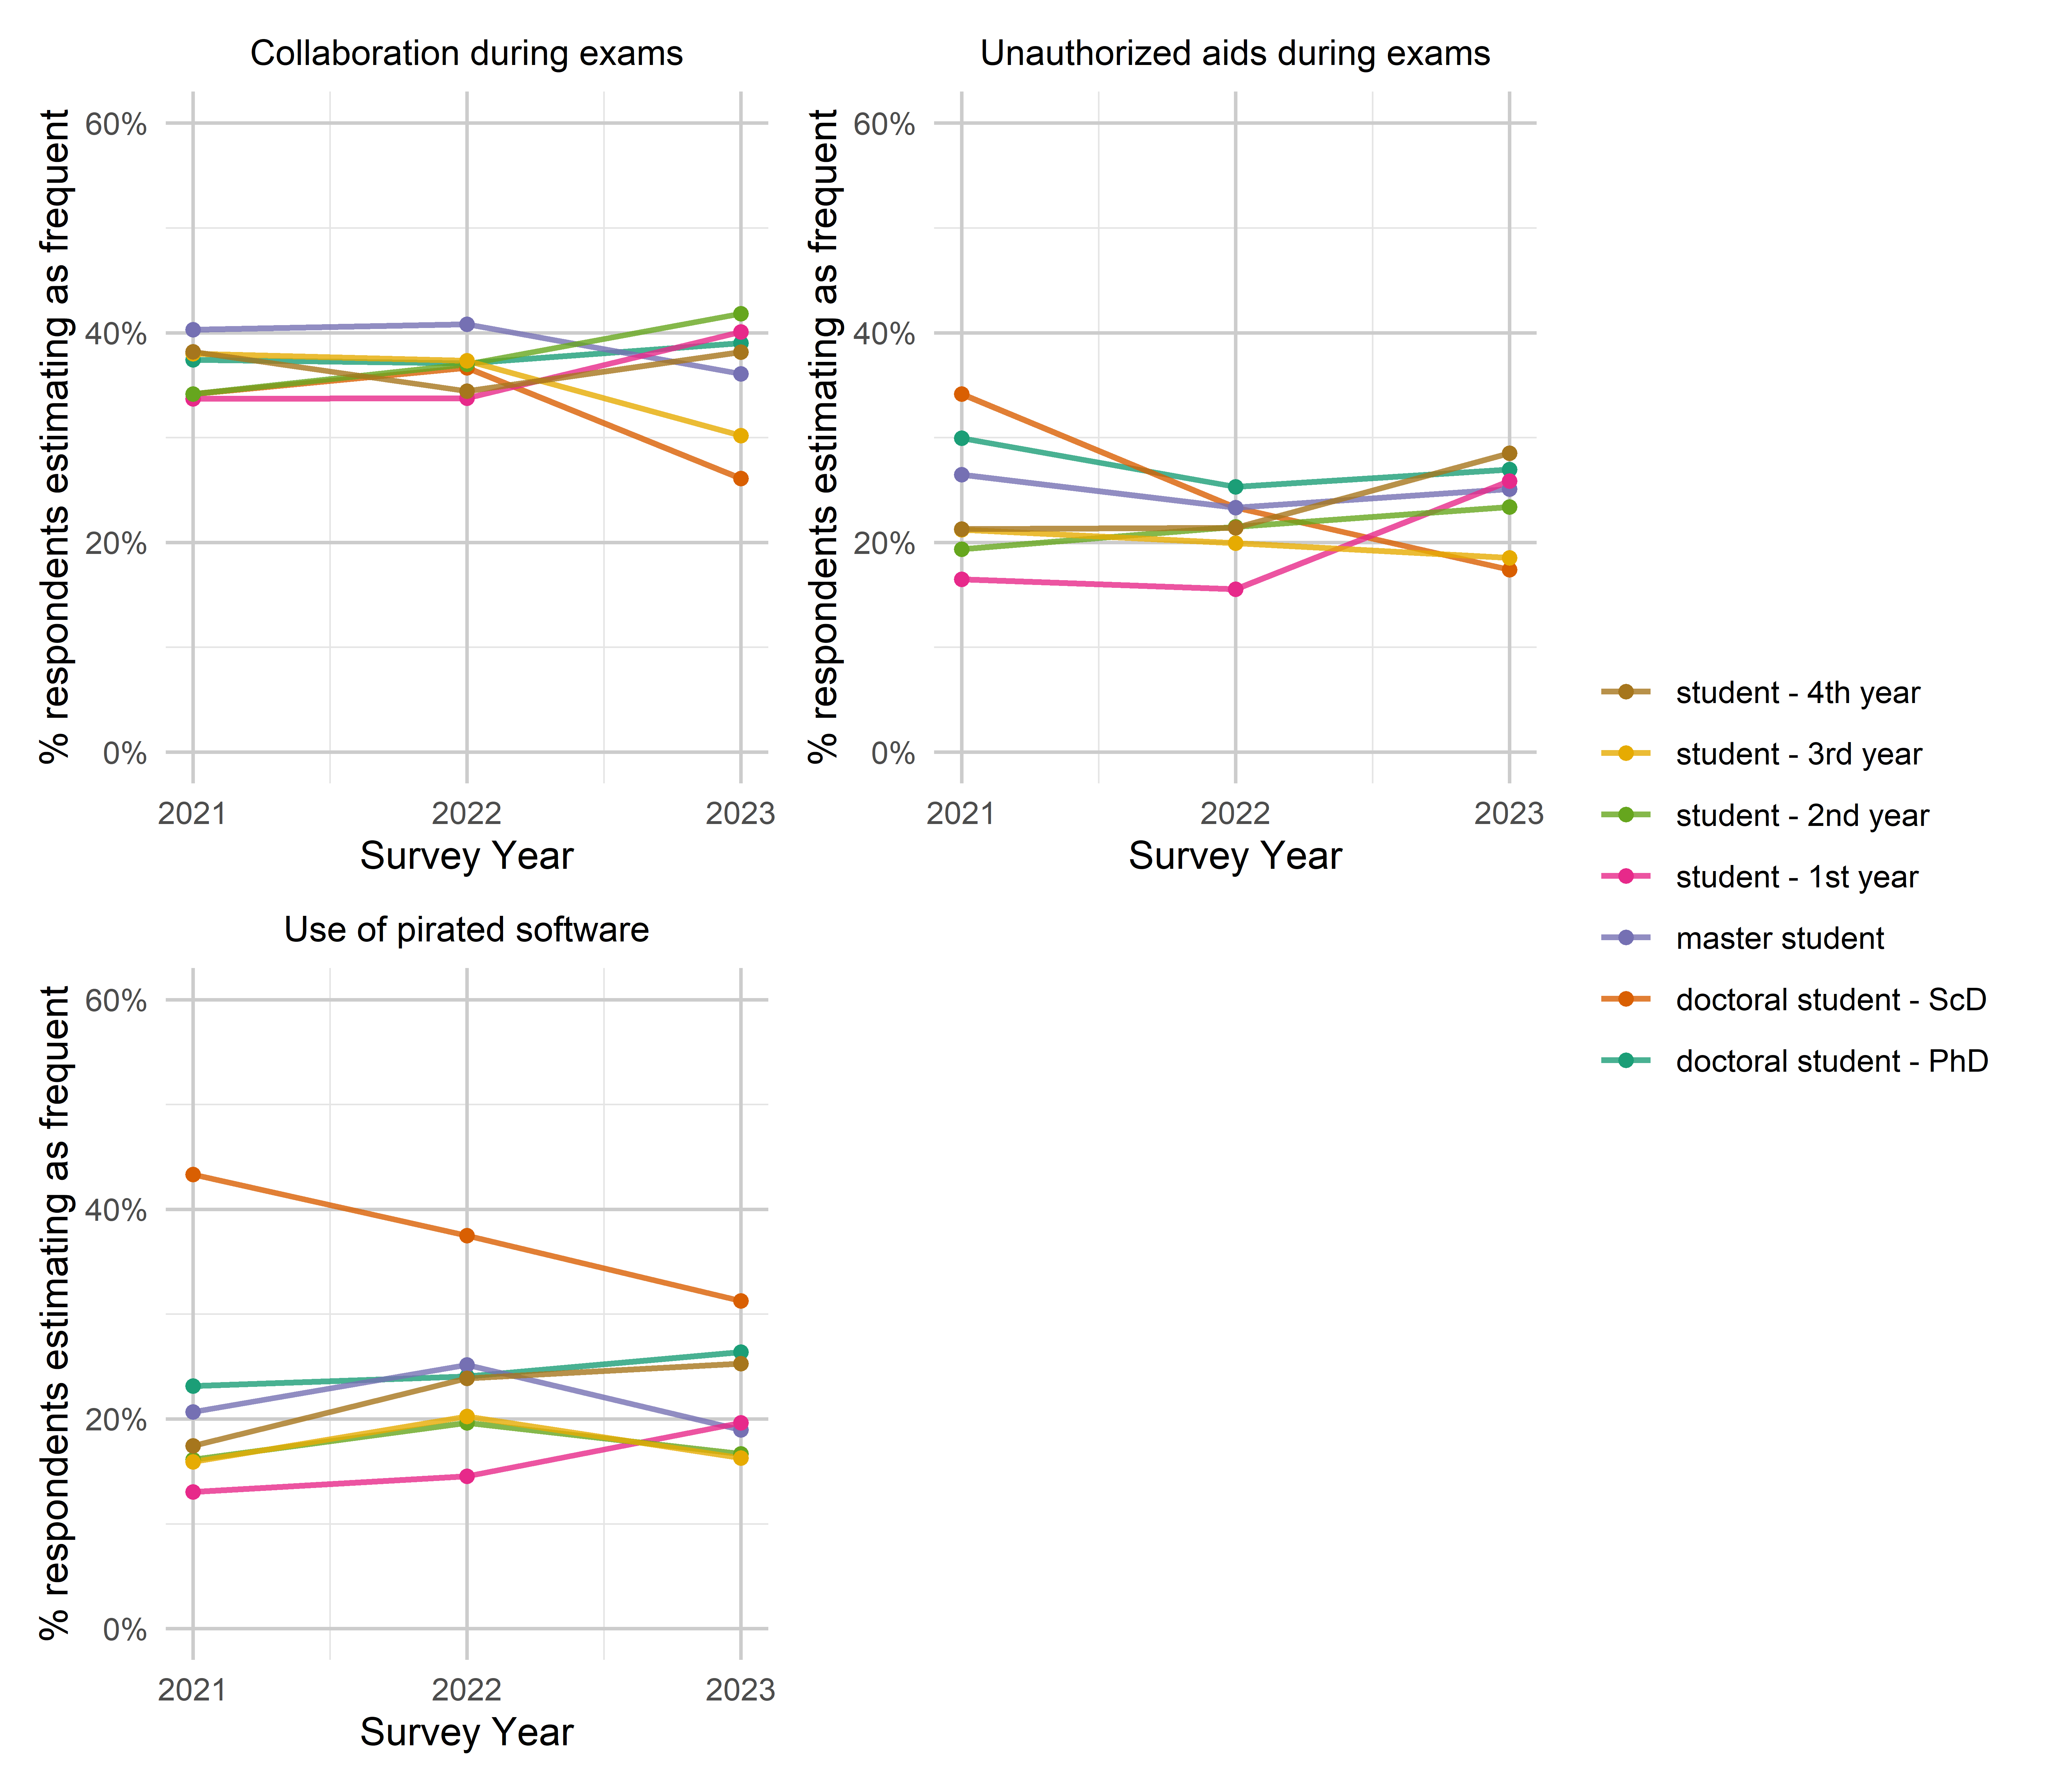 Collaboration during exams
% respondents estimating as frequent
60%
40%
20%
0%
2021 2022 2023
Survey Year
Unauthorized aids during exams
% respondents estimating as frequent
60%
40%
20%
0%
2021 2022 2023
Survey Year
Use of pirated software
% respondents estimating as frequent
60%
40%
20%
0%
2021 2022 2023
Survey Year
student - 4th year
student - 3rd year
student - 2nd year
student - 1st year
master student
doctoral student - ScD
doctoral student - PhD